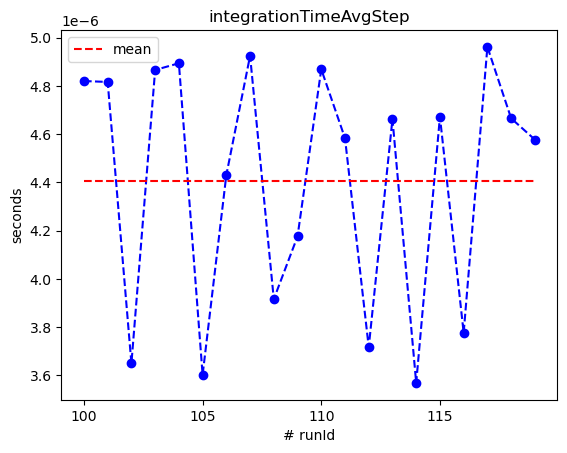 integrationTimeAvgStep
1e−6
mean
5.0
4.8
4.6
4.4
4.2
4.0
3.8
3.6
seconds
100 105 110 115
# runId